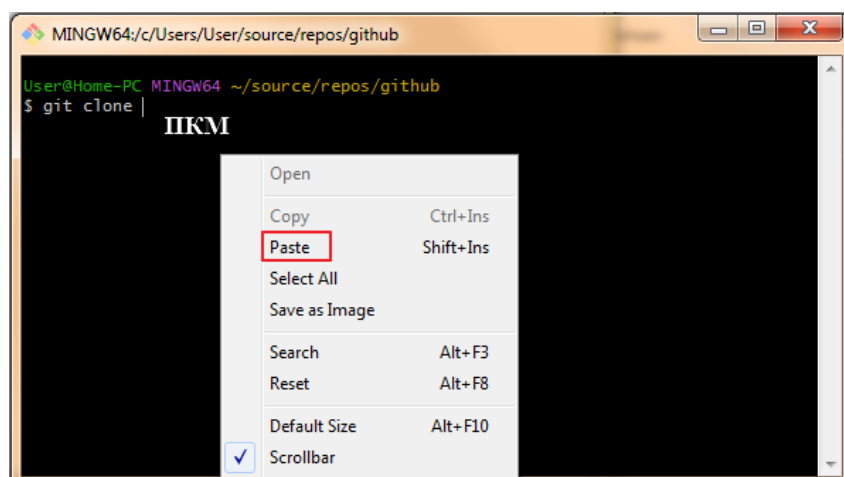 MINGW64:/c/Users/User/source/repos/github
User@Home-PC MINGW64 ~/source/repos/github
$ git clone
ПКМ
Open
Copy Ctrl+Ins
Paste Shift+Ins
Select All
Save as Image
Search Alt+F3
Reset Alt+F8
Default Size Alt+F10
Scrollbar